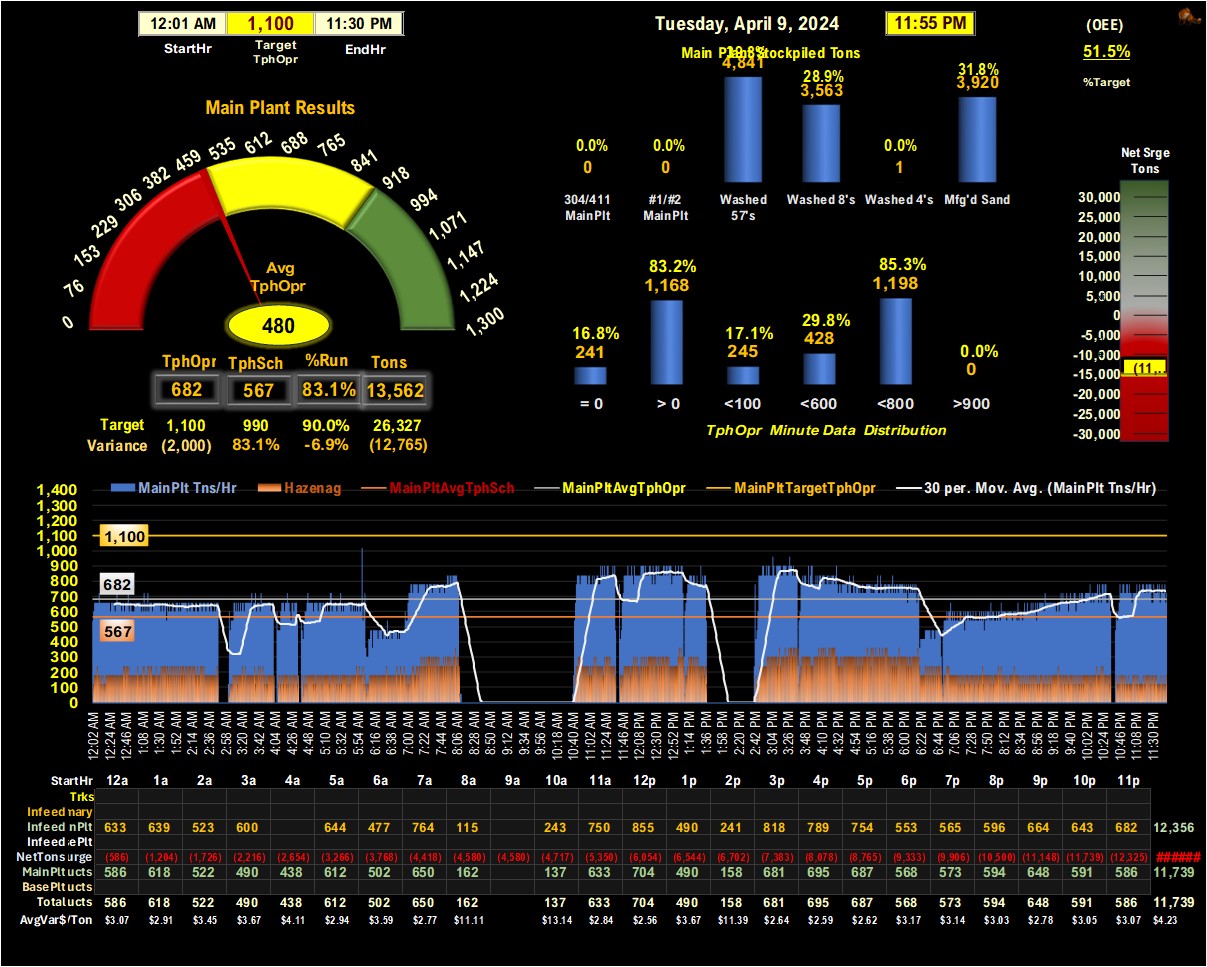 12:01 AM 1,100 11:30 PM
StartHr Target TphOpr EndHr
Tuesday, April 9, 2024 11:55 PM
(OEE)
51.5%
%Target
Main Plant Stockpiled Tons
4,841 28.9% 3,563 31.8% 3,920
0.0% 0.0% 0.0%
0 0 1
304/411 MainPlt #1/#2 MainPlt Washed 57's Washed 8's Washed 4's Mfg'd Sand
Main Plant Results
0 76 153 229 306 382 459 535 612 688 765 841 918 994 1,071 1,147 1,224 1,300
Avg
TphOpr
480
TphOpr TphSch %Run Tons
682 567 83.1% 13,562
Target 1,100 990 90.0% 26,327
Variance (2,000) 83.1% -6.9% (12,765)
16.8% 83.2% 17.1% 29.8% 85.3% 0.0%
241 1,168 245 428 1,198 0
= 0 > 0 <100 <600 <800 >900
TphOpr Minute Data Distribution
Net Srge
Tons
30,000
25,000
20,000
15,000
10,000
5,000
0
-5,000
-10,000
(11,..
-15,000
-20,000
-25,000
-30,000
MainPlt Tns/Hr Hazenag MainPltAvgTphSch MainPltAvgTphOpr MainPltTargetTphOpr 30 per. Mov. Avg. (MainPlt Tns/Hr)
1,400
1,300
1,200
1,100
1,000
900
800
700
600
500
400
300
200
100
0
1,100
682
567
12:02 AM 12:24 AM 12:46 AM 1:08 AM 1:30 AM 1:52 AM 2:14 AM 2:36 AM 2:58 AM 3:20 AM 3:42 AM 4:04 AM 4:26 AM 4:48 AM 5:10 AM 5:32 AM 5:54 AM 6:16 AM 6:38 AM 7:00 AM 7:22 AM 7:44 AM 8:06 AM 8:28 AM 8:50 AM 9:12 AM 9:34 AM 9:56 AM 10:18 AM 10:40 AM 11:02 AM 11:24 AM 11:46 AM 12:08 PM 12:30 PM 12:52 PM 1:14 PM 1:36 PM 1:58 PM 2:20 PM 2:42 PM 3:04 PM 3:26 PM 3:48 PM 4:10 PM 4:32 PM 4:54 PM 5:16 PM 5:38 PM 6:00 PM 6:22 PM 6:44 PM 7:06 PM 7:28 PM 7:50 PM 8:12 PM 8:34 PM 8:56 PM 9:18 PM 9:40 PM 10:02 PM 10:24 PM 10:46 PM 11:08 PM 11:30 PM
StartHr 12a 1a 2a 3a 4a 5a 6a 7a 8a 9a 10a 11a 12p 1p 2p 3p 4p 5p 6p 7p 8p 9p 10p 11p
Trks
Infeed mary
Infeed nPlt 633 639 523 600 644 477 764 115 243 750 855 490 241 818 789 754 553 565 596 664 643 682 12,356
Infeed ePlt
NetTons urge (586) (1,204) (1,726) (2,216) (2,654) (3,266) (3,768) (4,418) (4,580) (4,580) (4,717) (5,350) (6,054) (6,544) (6,702) (7,383) (8,078) (8,765) (9,333) (9,906) (10,500) (11,148) (11,739) (12,325) ######
MainPl ucts 586 618 522 490 438 612 502 650 162 137 633 704 490 158 681 695 687 568 573 594 648 591 586 11,739
BasePlt ucts
Total ucts 586 618 522 490 438 612 502 650 162 137 633 704 490 158 681 695 687 568 573 594 648 591 586 11,739
AvgVar$/Ton $3.07 $2.91 $3.45 $3.67 $4.11 $2.94 $3.59 $2.77 $11.11 $13.14 $2.84 $2.56 $3.67 $11.39 $2.64 $2.59 $2.62 $3.17 $3.14 $3.03 $2.78 $3.05 $3.07 $4.23